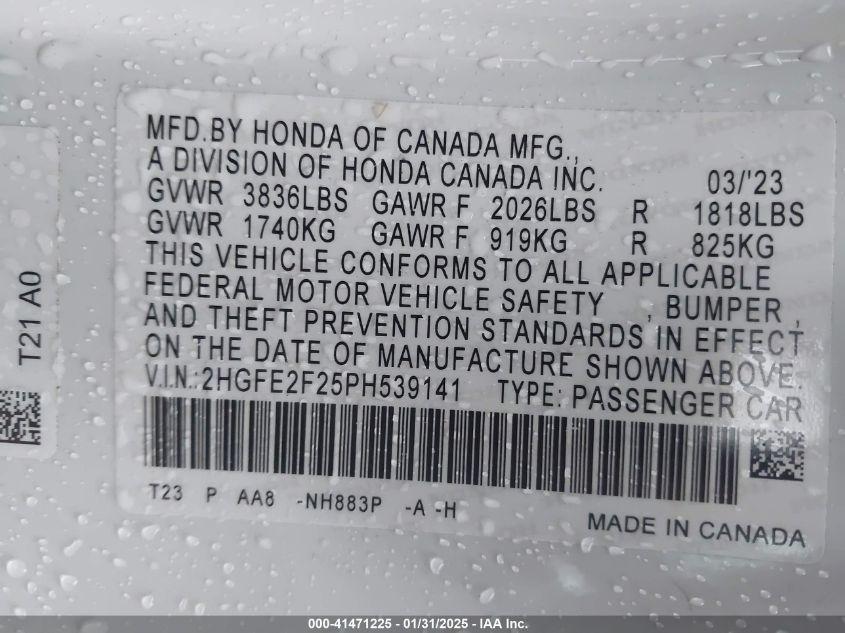 MFD.BY HONDA OF CANADA MFG.,
A DIVISION OF HONDA CANADA INC. 03/'23
GVWR 3836LBS GAWR F 2026LBS R 1818LBS
GVWR 1740KG GAWR F 919KG R 825KG
THIS VEHICLE CONFORMS TO ALL APPLICABLE
FEDERAL MOTOR VEHICLE SAFETY , BUMPER ,
AND THEFT PREVENTION STANDARDS IN EFFECT
ON THE DATE OF MANUFACTURE SHOWN ABOVE.
V.I.N.:2HGFE2F25PH539141 TYPE: PASSENGER CAR
T23 P AA8 -NH883P -A -H
MADE IN CANADA
T21 A0
000-41471225 - 01/31/2025 - IAA Inc.